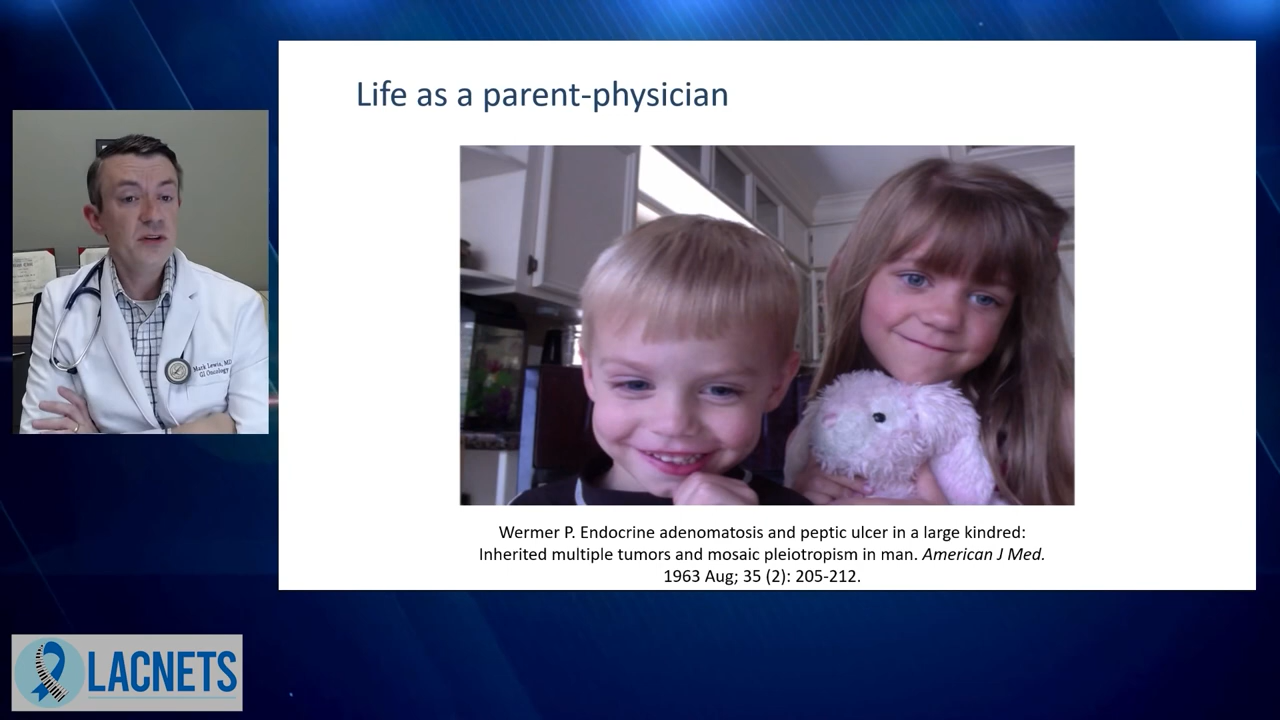 Life as a parent-physician
Mark Lewis, MD
GI Oncology
Wermer P. Endocrine adenomatosis and peptic ulcer in a large kindred:
Inherited multiple tumors and mosaic pleiotropism in man. American J Med.
1963 Aug; 35 (2): 205-212.
LACNETS